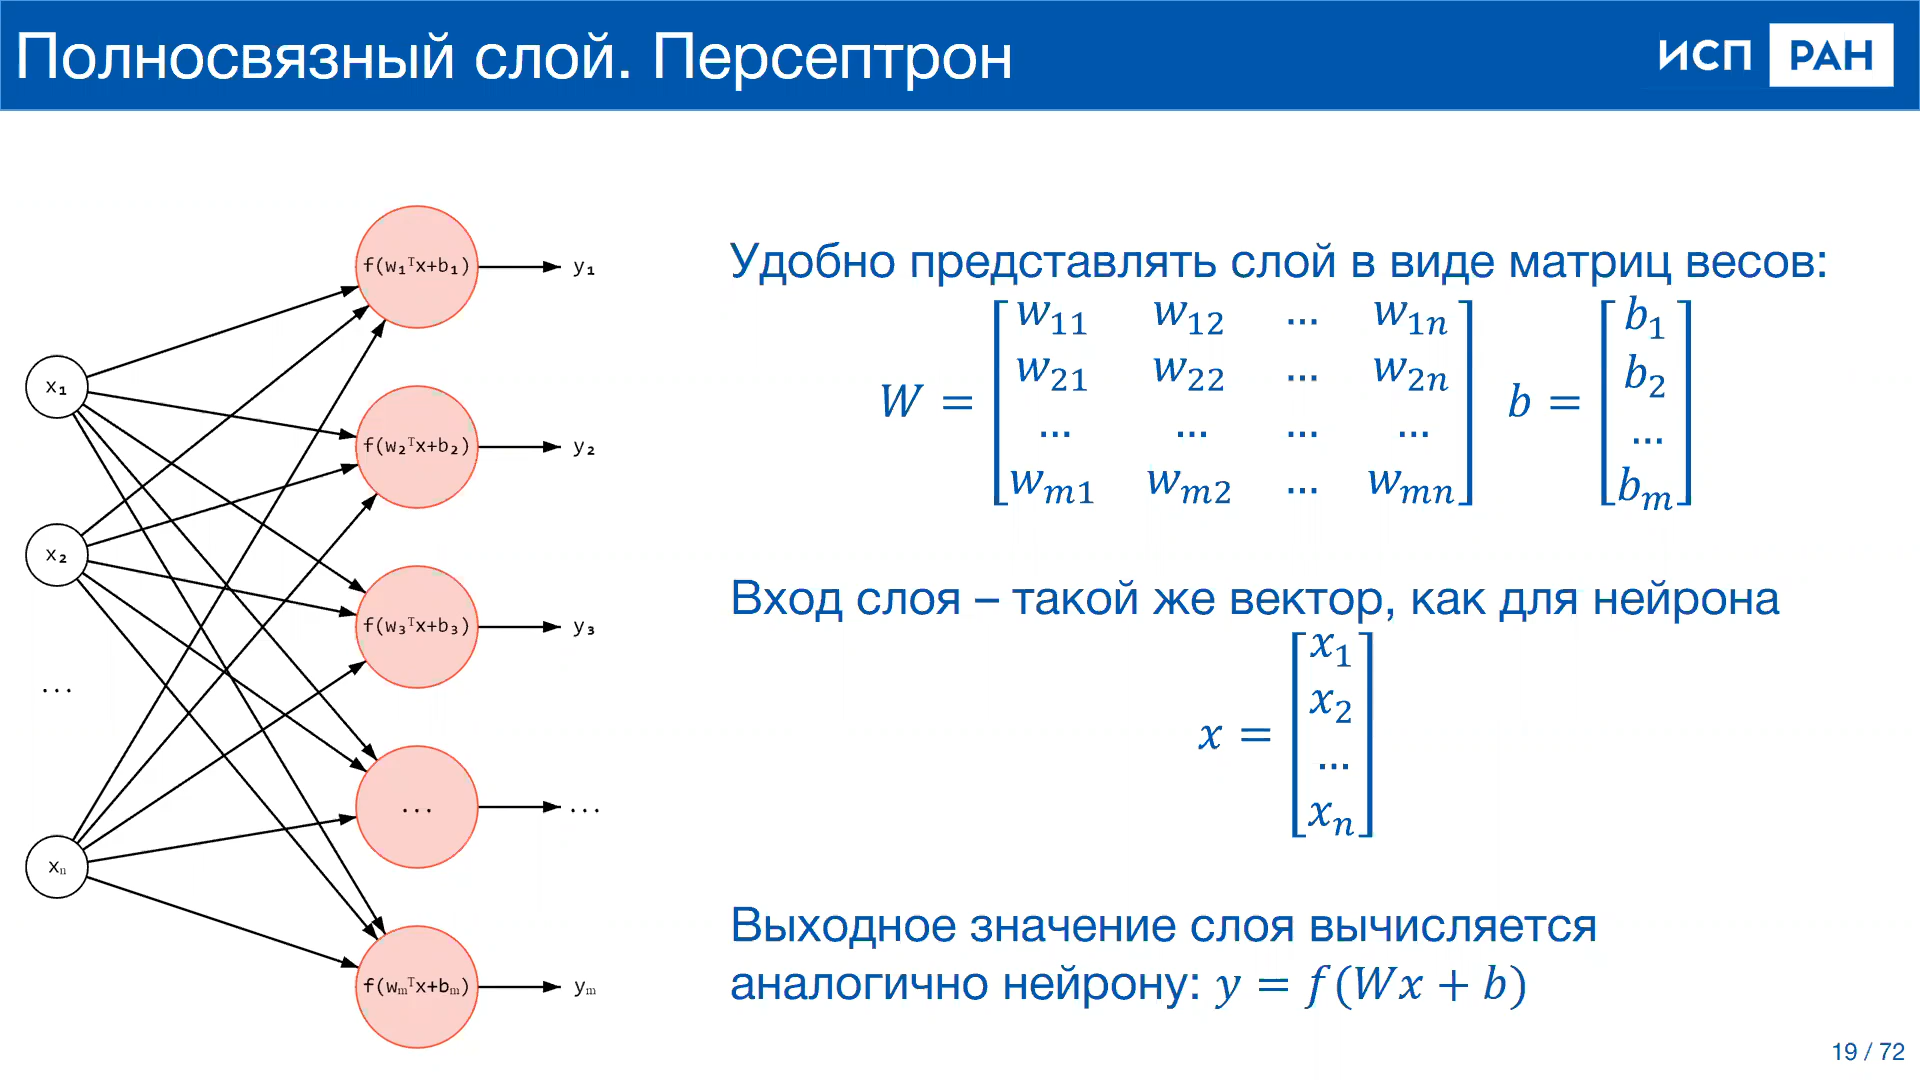 Полносвязный слой. Персептрон
ИСП РАН
x₁
x₂
...
xₙ
f(w₁ᵀx+b₁) y₁
f(w₂ᵀx+b₂) y₂
f(w₃ᵀx+b₃) y₃
... ...
f(wₘᵀx+bₘ) yₘ
Удобно представлять слой в виде матриц весов:
w₁₁ w₁₂ ... w₁ₙ b₁
w₂₁ w₂₂ ... w₂ₙ b₂
W = b =
... ... ... ... ...
wₘ₁ wₘ₂ ... wₘₙ bₘ
Вход слоя – такой же вектор, как для нейрона
x₁
x₂
x =
...
xₙ
Выходное значение слоя вычисляется
аналогично нейрону: y = f(Wx + b)
19 / 72